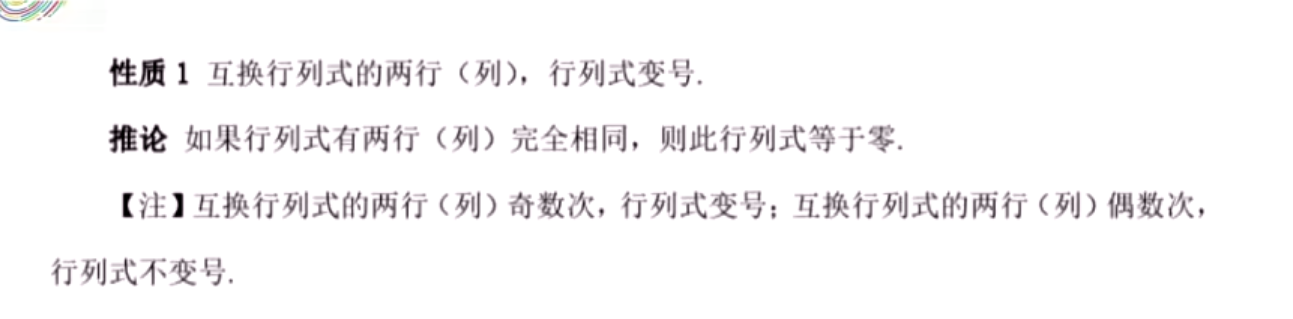 性质 1 互换行列式的两行（列），行列式变号.
推论 如果行列式有两行（列）完全相同，则此行列式等于零.
【注】互换行列式的两行（列）奇数次，行列式变号；互换行列式的两行（列）偶数次，
行列式不变号.